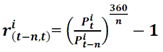 r^i_{(t-n,t)} = (P^i_t / P^i_{t-n})^{360/n} − 1